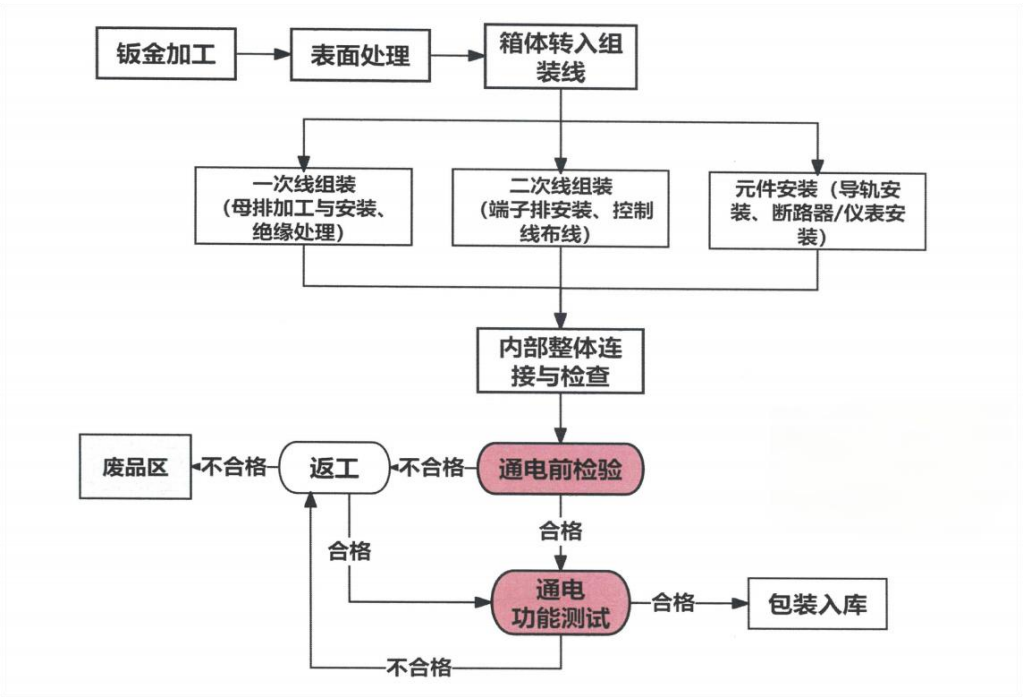 钣金加工
表面处理
箱体转入组
装线
一次线组装
（母排加工与安装、
绝缘处理）
二次线组装
（端子排安装、控制
线布线）
元件安装（导轨安
装、断路器/仪表安
装）
内部整体连
接与检查
废品区
不合格
返工
不合格
通电前检验
合格
合格
通电
功能测试
合格
包装入库
不合格